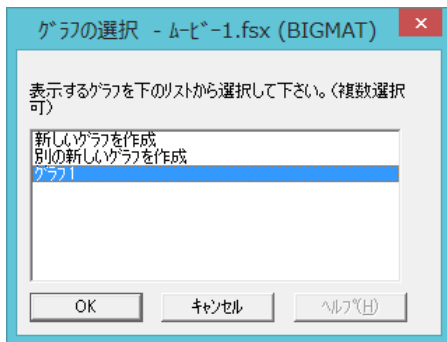 ｸﾞﾗﾌの選択 - ﾑｰﾋﾞｰ1.fsx (BIGMAT)
表示するｸﾞﾗﾌを下のﾘｽﾄから選択して下さい。(複数選択
可)
新しいｸﾞﾗﾌを作成
別の新しいｸﾞﾗﾌを作成
ｸﾞﾗﾌ1
OK ｷｬﾝｾﾙ ﾍﾙﾌﾟ(H)